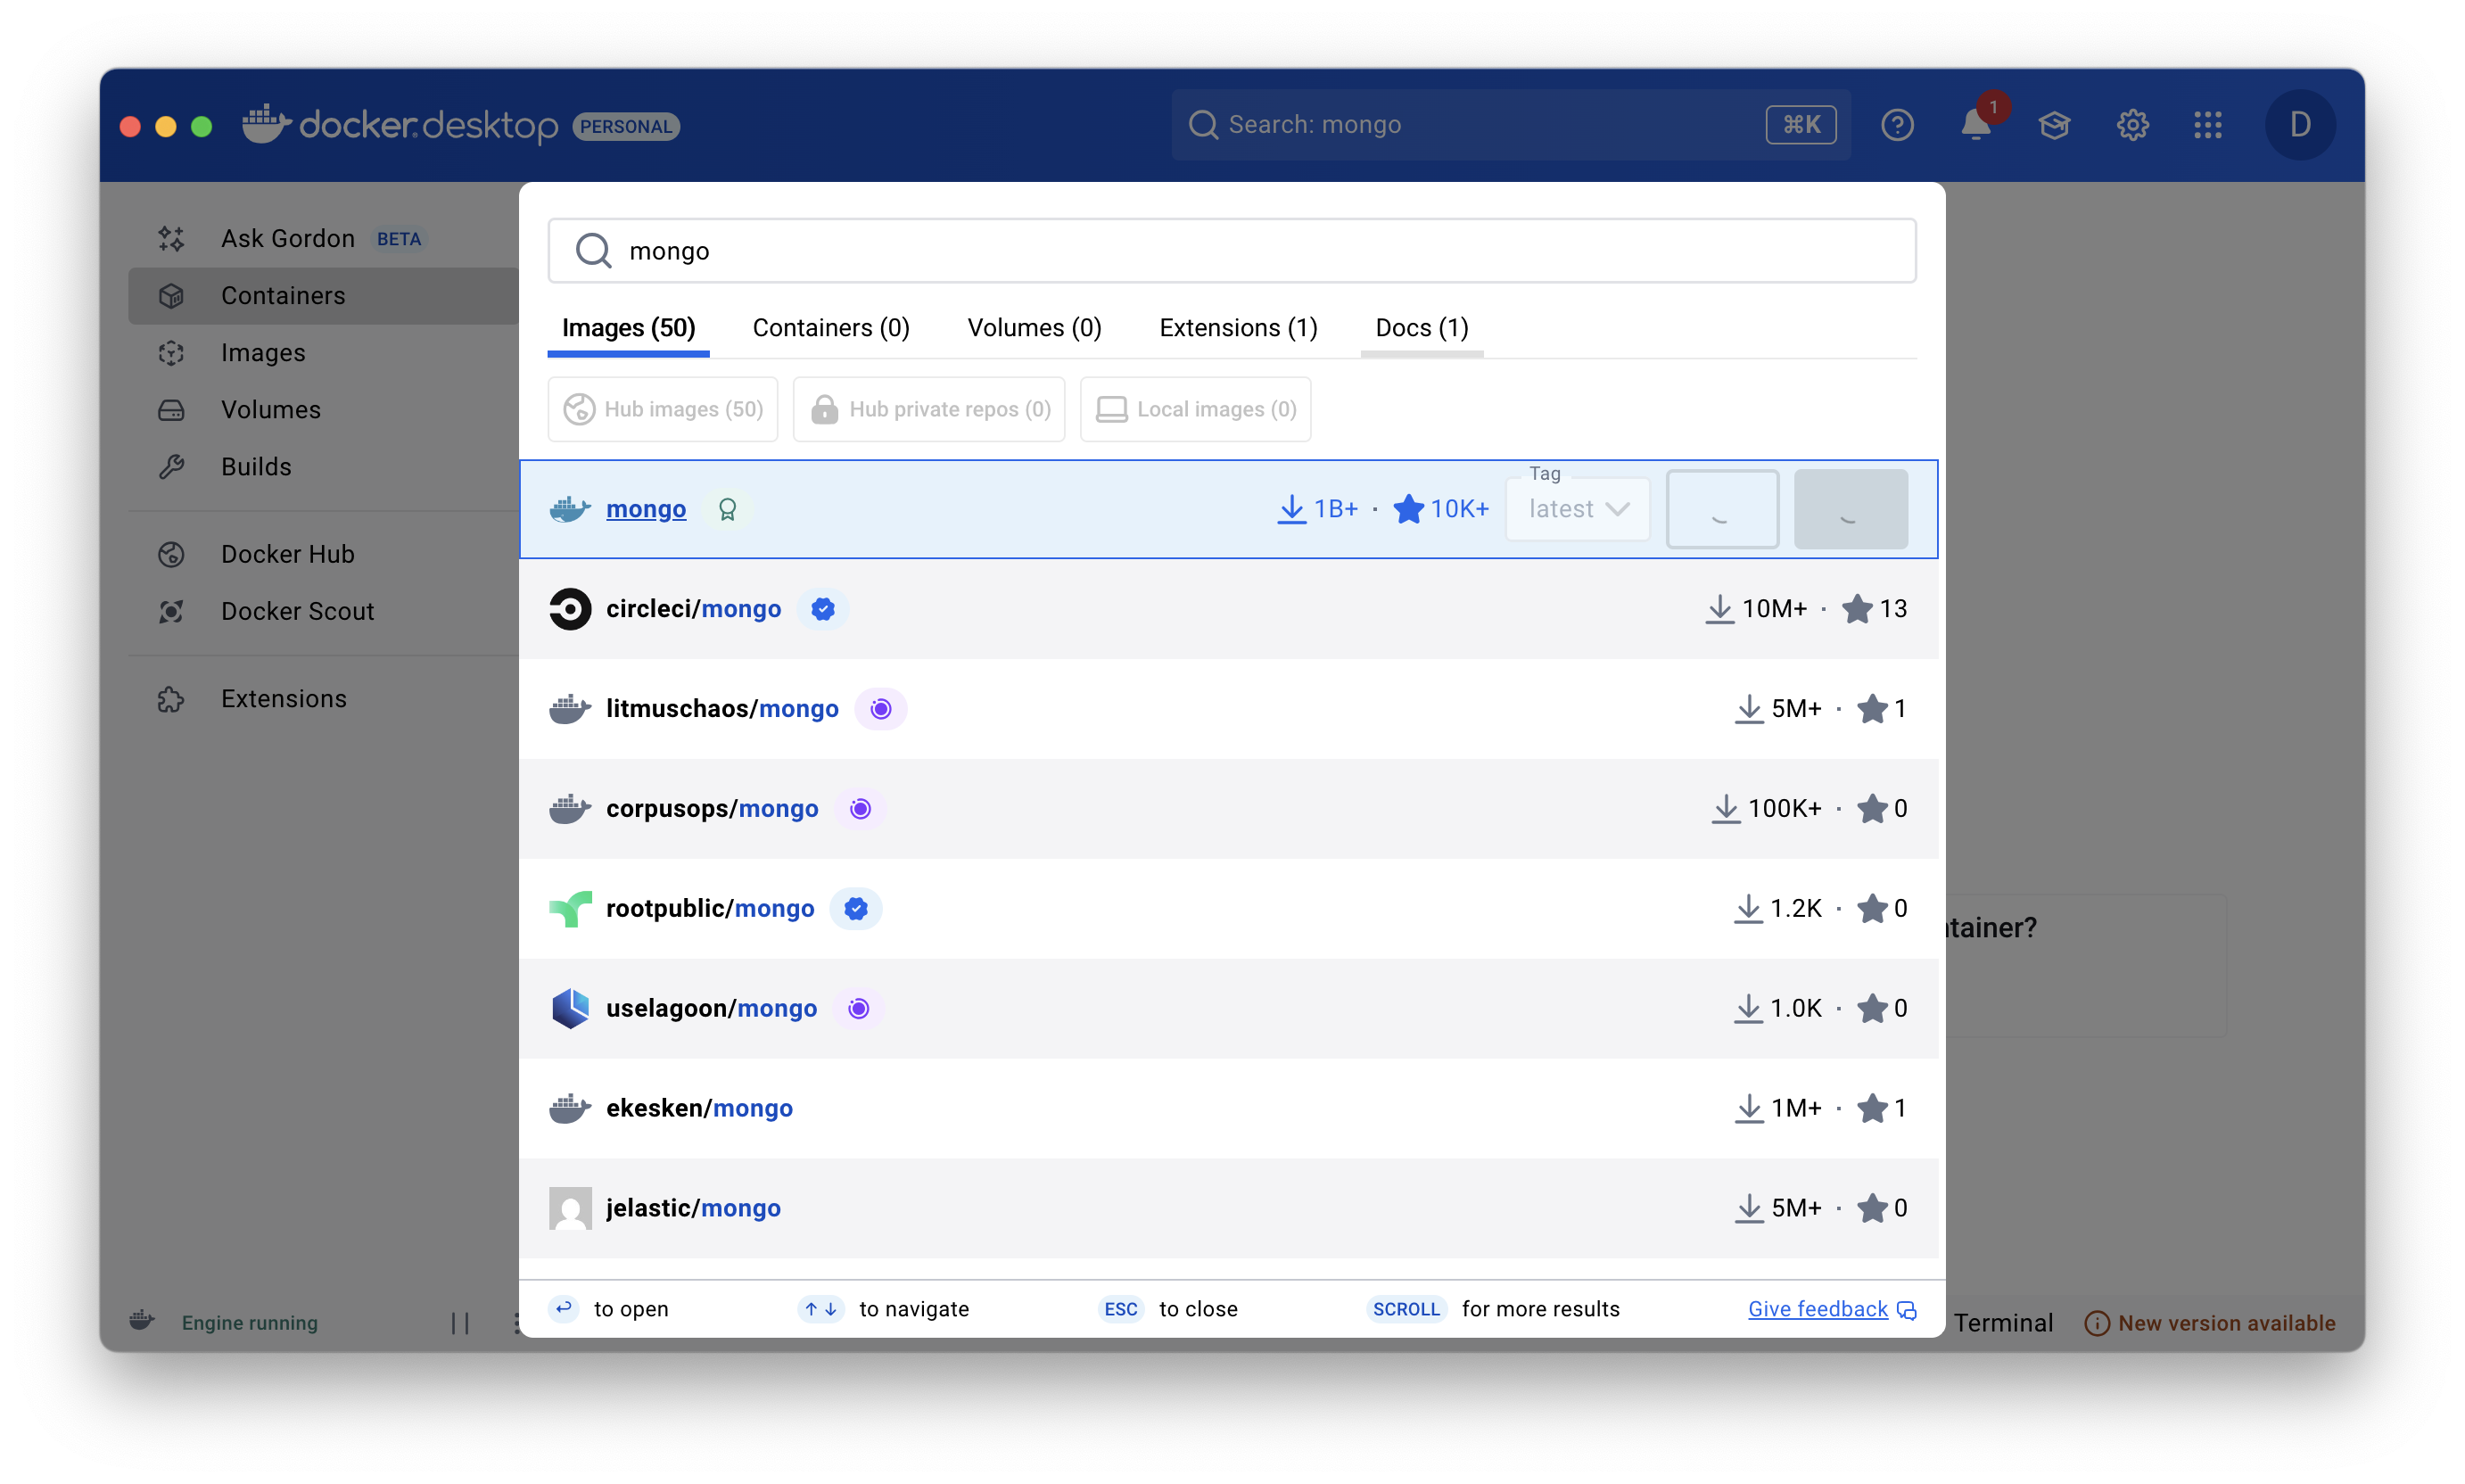 docker.desktop PERSONAL
Search: mongo ⌘K 1 D
Ask Gordon BETA
Containers
Images
Volumes
Builds
Docker Hub
Docker Scout
Extensions
mongo
Images (50) Containers (0) Volumes (0) Extensions (1) Docs (1)
Hub images (50) Hub private repos (0) Local images (0)
mongo 1B+ · 10K+ Tag latest
circleci/mongo 10M+ · 13
litmuschaos/mongo 5M+ · 1
corpusops/mongo 100K+ · 0
rootpublic/mongo 1.2K · 0
uselagoon/mongo 1.0K · 0
ekesken/mongo 1M+ · 1
jelastic/mongo 5M+ · 0
↩ to open ↑ ↓ to navigate ESC to close SCROLL for more results Give feedback
tainer?
Engine running Terminal New version available